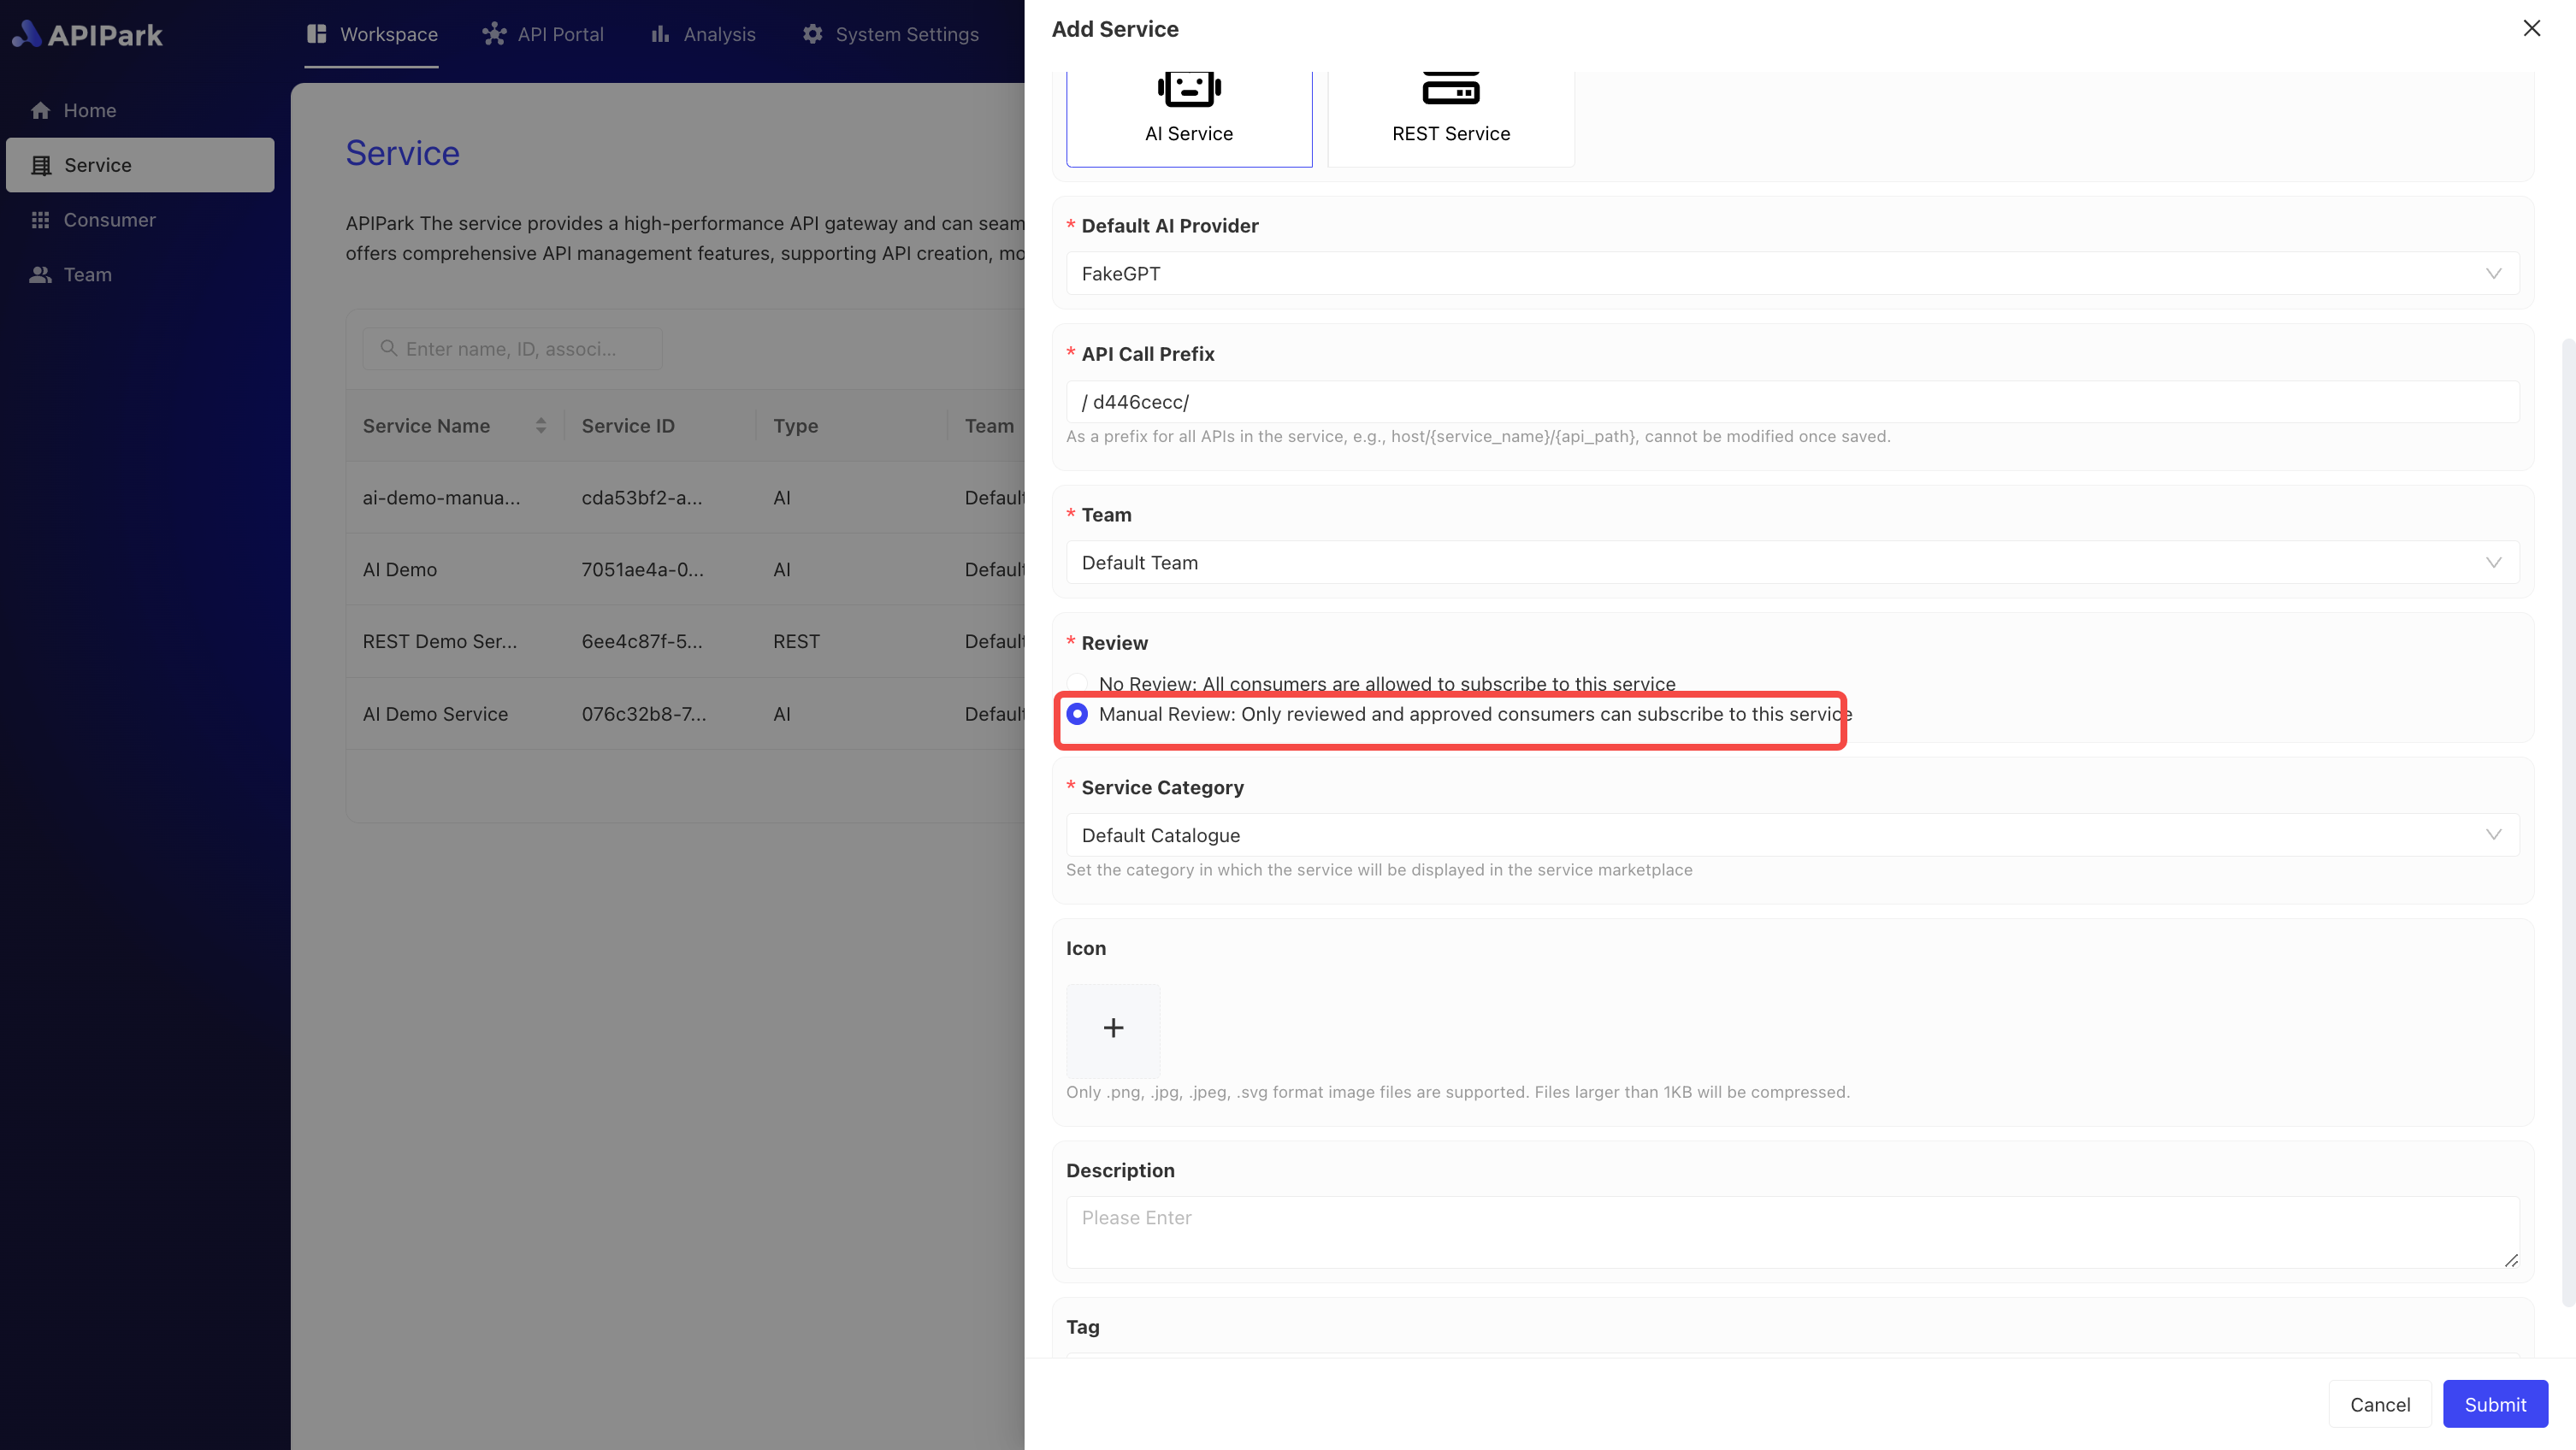 APIPark
Workspace
API Portal
Analysis
System Settings
Home
Service
Consumer
Team
Service
APIPark The service provides a high-performance API gateway and can seam
offers comprehensive API management features, supporting API creation, mo
Enter name, ID, associ...
Service Name Service ID Type Team
ai-demo-manua... cda53bf2-a... AI Default
AI Demo 7051ae4a-0... AI Default
REST Demo Ser... 6ee4c87f-5... REST Default
AI Demo Service 076c32b8-7... AI Default
Add Service
AI Service
REST Service
* Default AI Provider
FakeGPT
* API Call Prefix
/ d446cecc/
As a prefix for all APIs in the service, e.g., host/{service_name}/{api_path}, cannot be modified once saved.
* Team
Default Team
* Review
No Review: All consumers are allowed to subscribe to this service
Manual Review: Only reviewed and approved consumers can subscribe to this service
* Service Category
Default Catalogue
Set the category in which the service will be displayed in the service marketplace
Icon
Only .png, .jpg, .jpeg, .svg format image files are supported. Files larger than 1KB will be compressed.
Description
Please Enter
Tag
Cancel
Submit